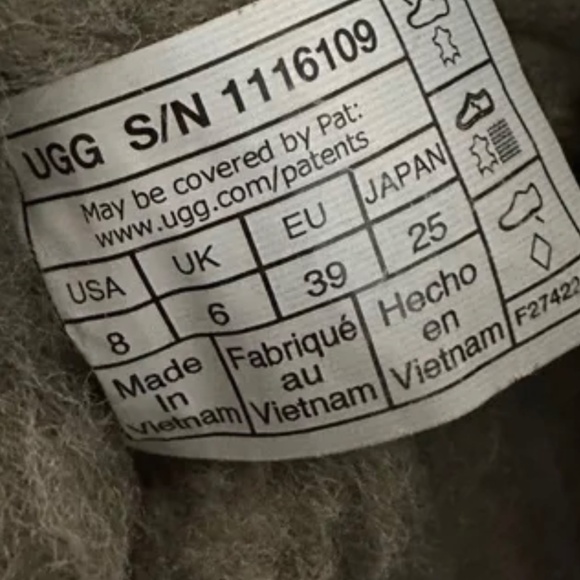 UGG S/N 1116109
May be covered by Pat:
www.ugg.com/patents
USA UK EU JAPAN
8 6 39 25
Made In Vietnam
Fabriqué au Vietnam
Hecho en Vietnam
F27422